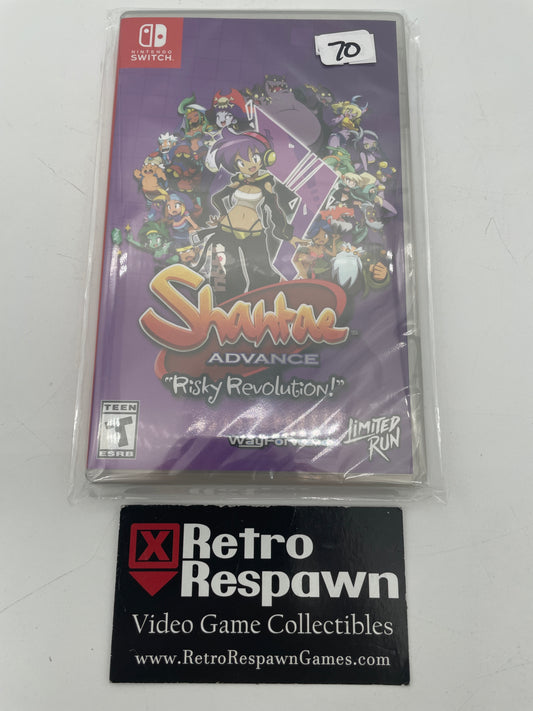 NINTENDO
SWITCH
70
Shantae
ADVANCE
"Risky Revolution!"
TEEN
T
ESRB
LIMITED
RUN
X Retro
Respawn
Video Game Collectibles
www.RetroRespawnGames.com